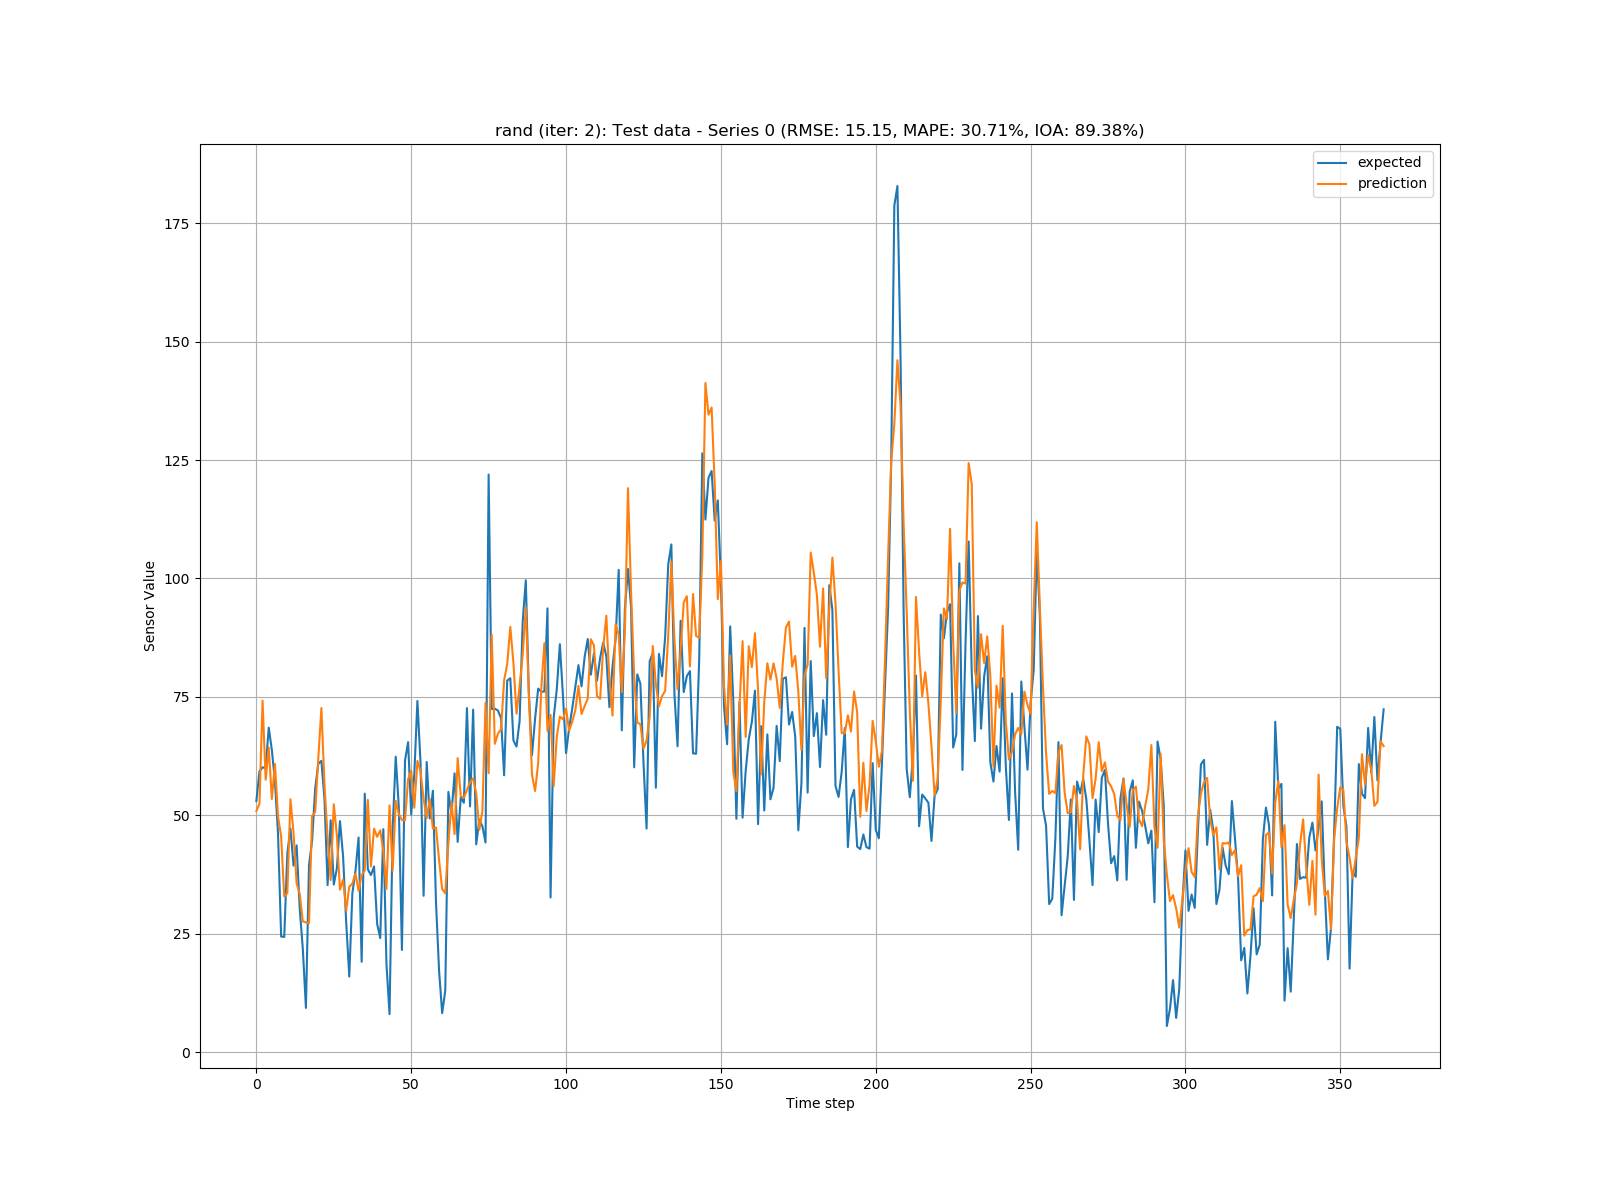 rand (iter: 2): Test data - Series 0 (RMSE: 15.15, MAPE: 30.71%, IOA: 89.38%)
expected
prediction
175
150
125
100
75
50
25
0
Sensor Value
0 50 100 150 200 250 300 350
Time step